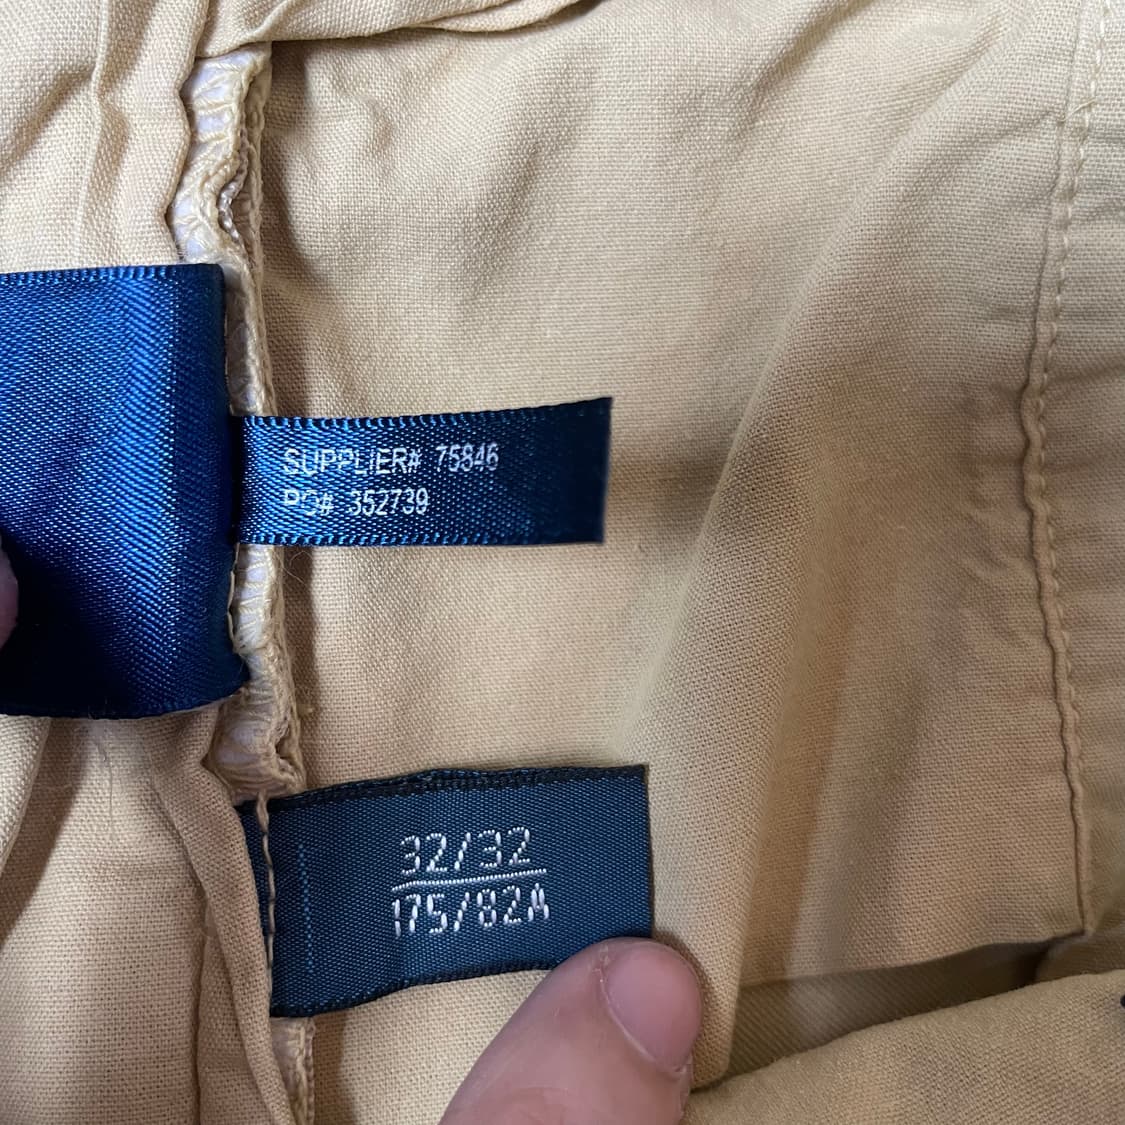 SUPPLIER# 75846
PO# 352739
32/32
175/82A